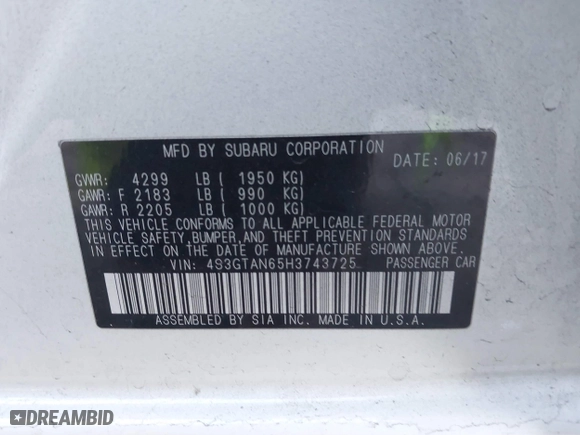 MFD BY SUBARU CORPORATION
DATE: 06/17
GVWR: 4299 LB ( 1950 KG)
GAWR: F 2183 LB ( 990 KG)
GAWR: R 2205 LB ( 1000 KG)
THIS VEHICLE CONFORMS TO ALL APPLICABLE FEDERAL MOTOR
VEHICLE SAFETY, BUMPER, AND THEFT PREVENTION STANDARDS
IN EFFECT ON THE DATE OF MANUFACTURE SHOWN ABOVE.
VIN: 4S3GTAN65H3743725 PASSENGER CAR
ASSEMBLED BY SIA INC. MADE IN U.S.A.
DREAMBID